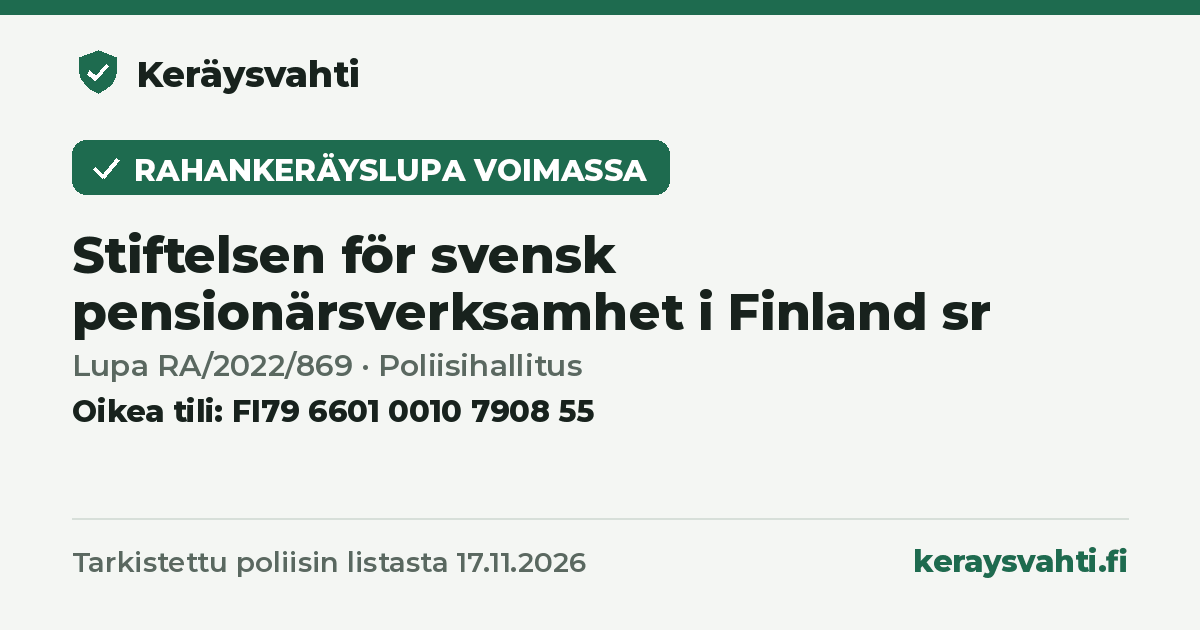 Keräysvahti
RAHANKERÄYSLUPA VOIMASSA
Stiftelsen för svensk
pensionärsverksamhet i Finland sr
Lupa RA/2022/869 · Poliisihallitus
Oikea tili: FI79 6601 0010 7908 55
Tarkistettu poliisin listasta 17.11.2026
keraysvahti.fi